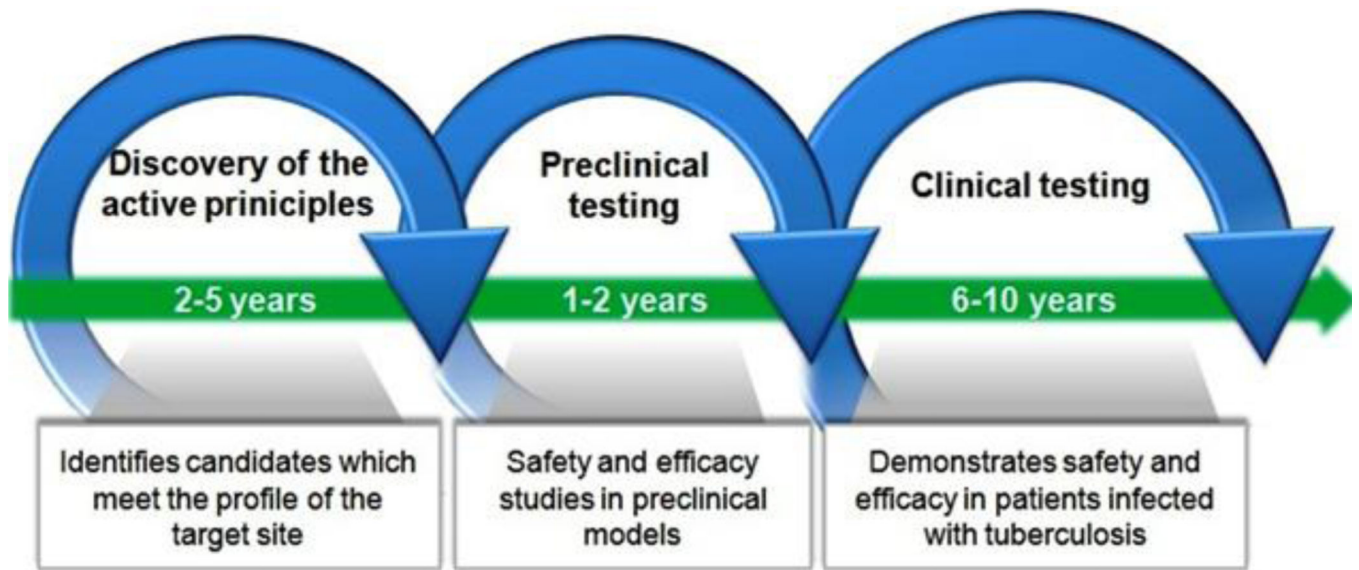 Discovery of the
active priniciples
Preclinical
testing
Clinical testing
2-5 years
1-2 years
6-10 years
Identifies candidates which
meet the profile of the
target site
Safety and efficacy
studies in preclinical
models
Demonstrates safety and
efficacy in patients infected
with tuberculosis